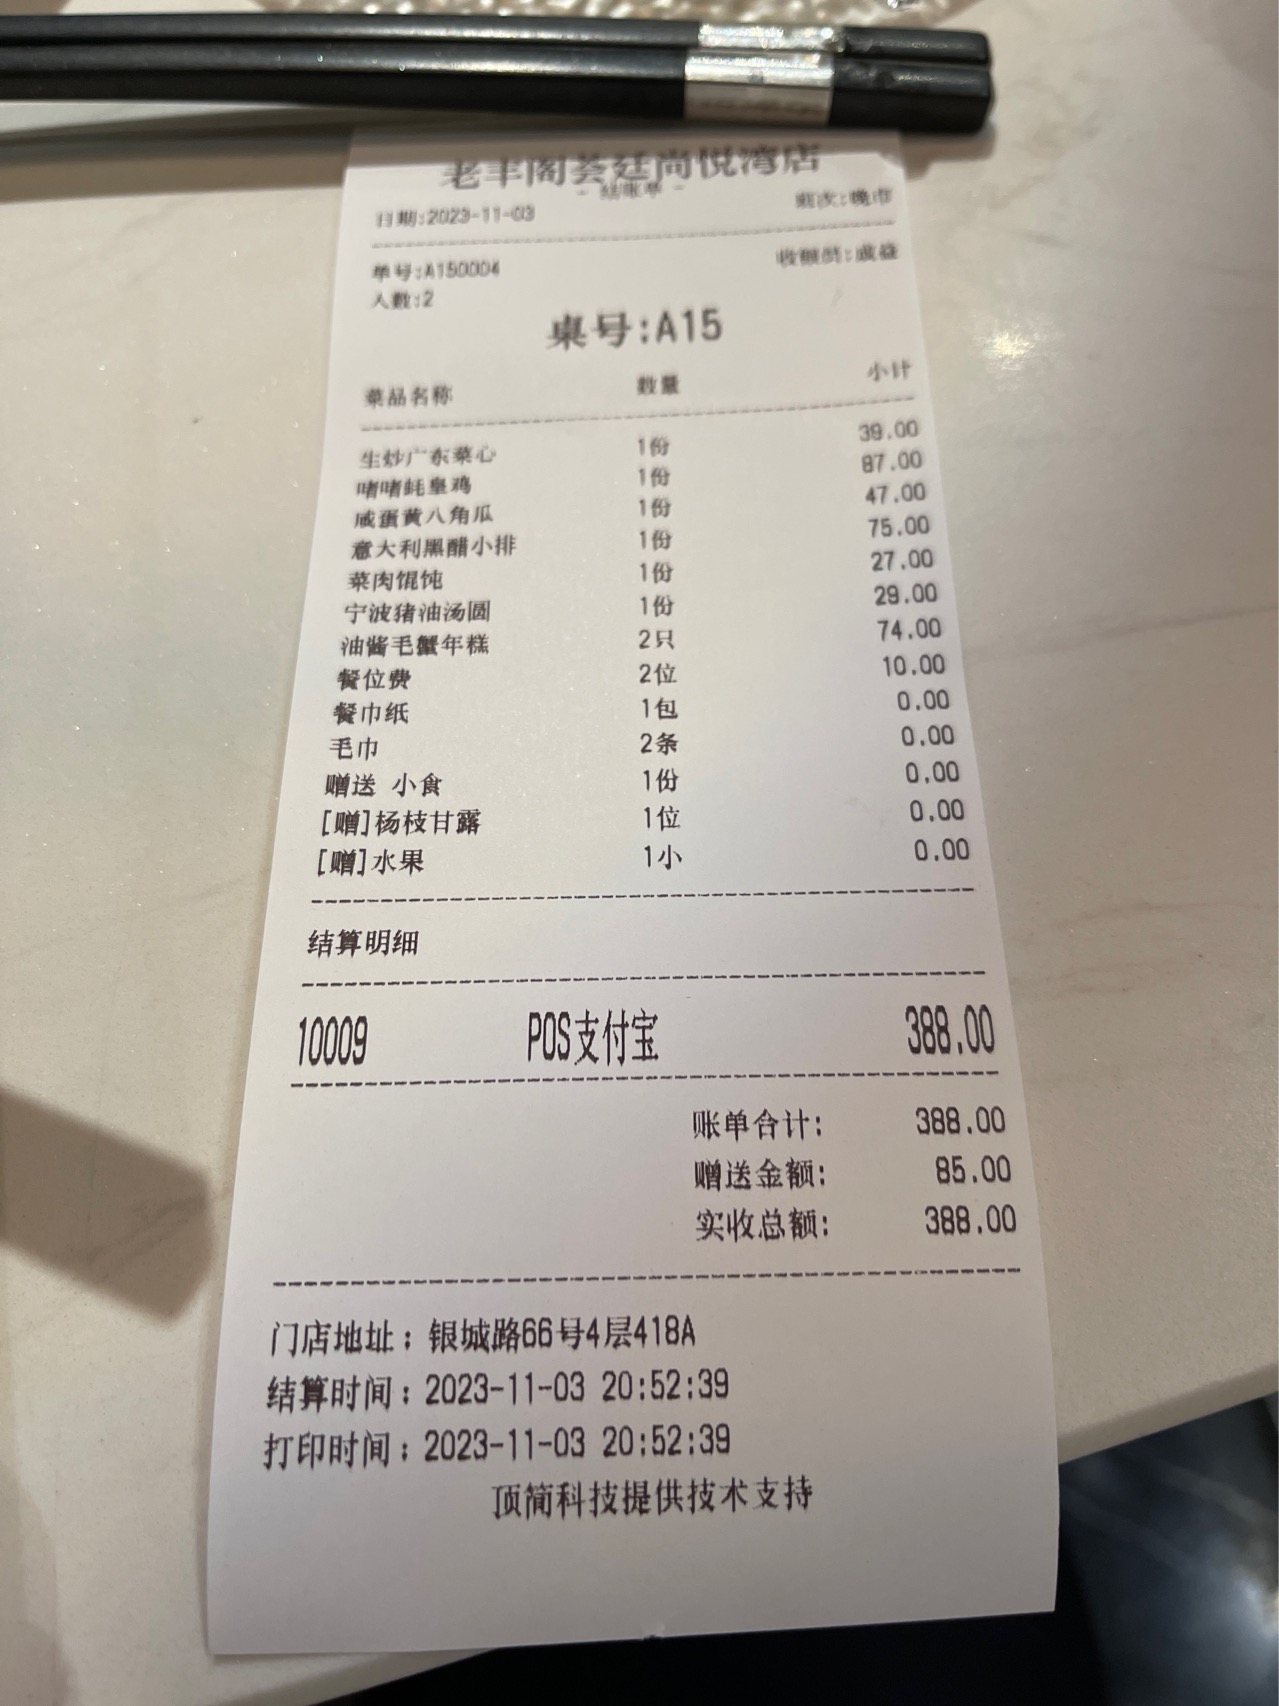 老丰阁荟廷尚悦湾店
- 结账单 -
日期:2023-11-03 班次:晚市
单号:A150004 收银员:成益
人数:2
桌号:A15
菜品名称 数量 小计
生炒广东菜心 1份 39.00
啫啫蚝皇鸡 1份 87.00
咸蛋黄八角瓜 1份 47.00
意大利黑醋小排 1份 75.00
菜肉馄饨 1份 27.00
宁波猪油汤圆 1份 29.00
油酱毛蟹年糕 2只 74.00
餐位费 2位 10.00
餐巾纸 1包 0.00
毛巾 2条 0.00
赠送 小食 1份 0.00
[赠]杨枝甘露 1位 0.00
[赠]水果 1小 0.00
结算明细
10009 POS支付宝 388.00
账单合计: 388.00
赠送金额: 85.00
实收总额: 388.00
门店地址：银城路66号4层418A
结算时间：2023-11-03 20:52:39
打印时间：2023-11-03 20:52:39
顶简科技提供技术支持